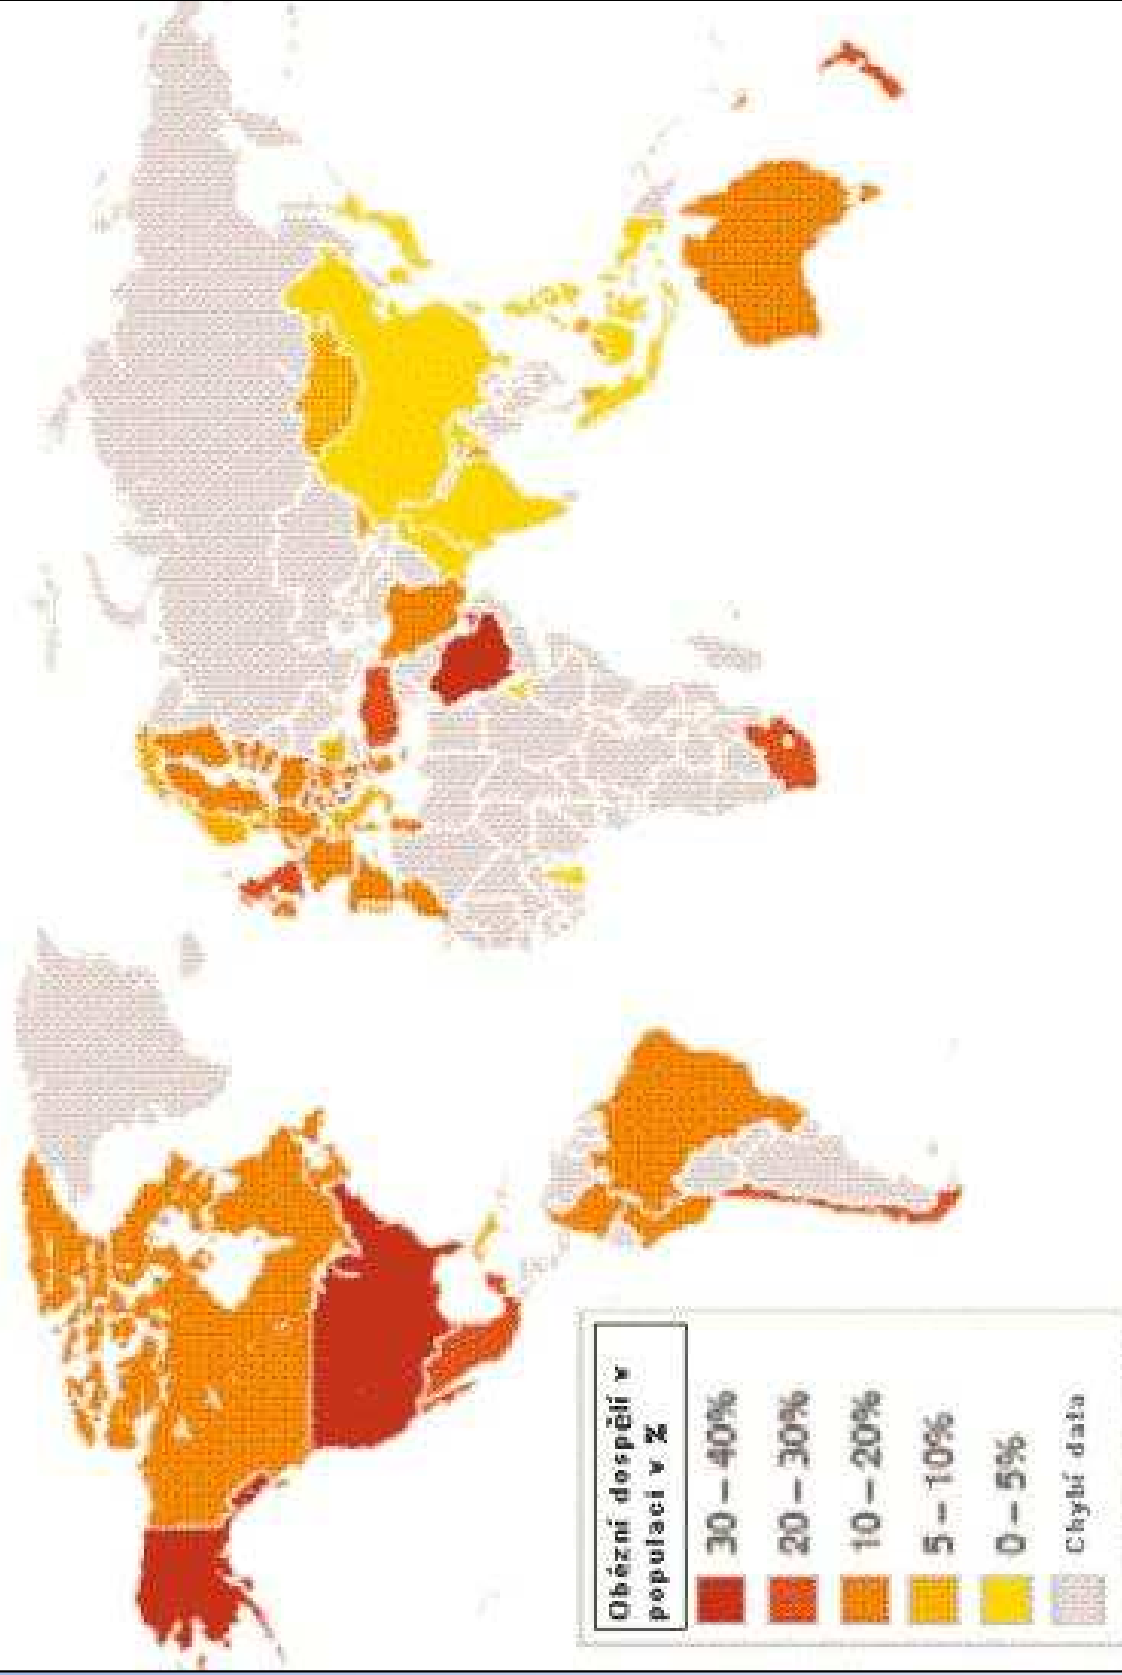 Obézní dospělí v
populaci v %
30 – 40%
20 – 30%
10 – 20%
5 – 10%
0 – 5%
Chybí data